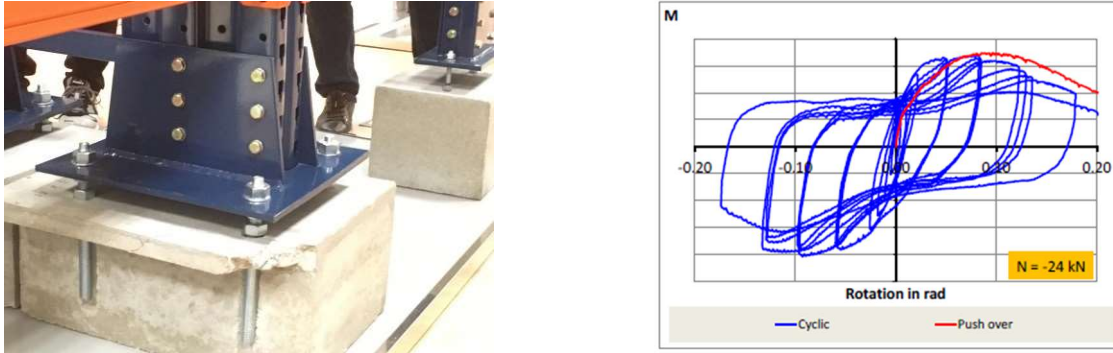 M
-0.20 -0.10 0.00 0.10 0.20
N = -24 kN
Rotation in rad
Cyclic Push over